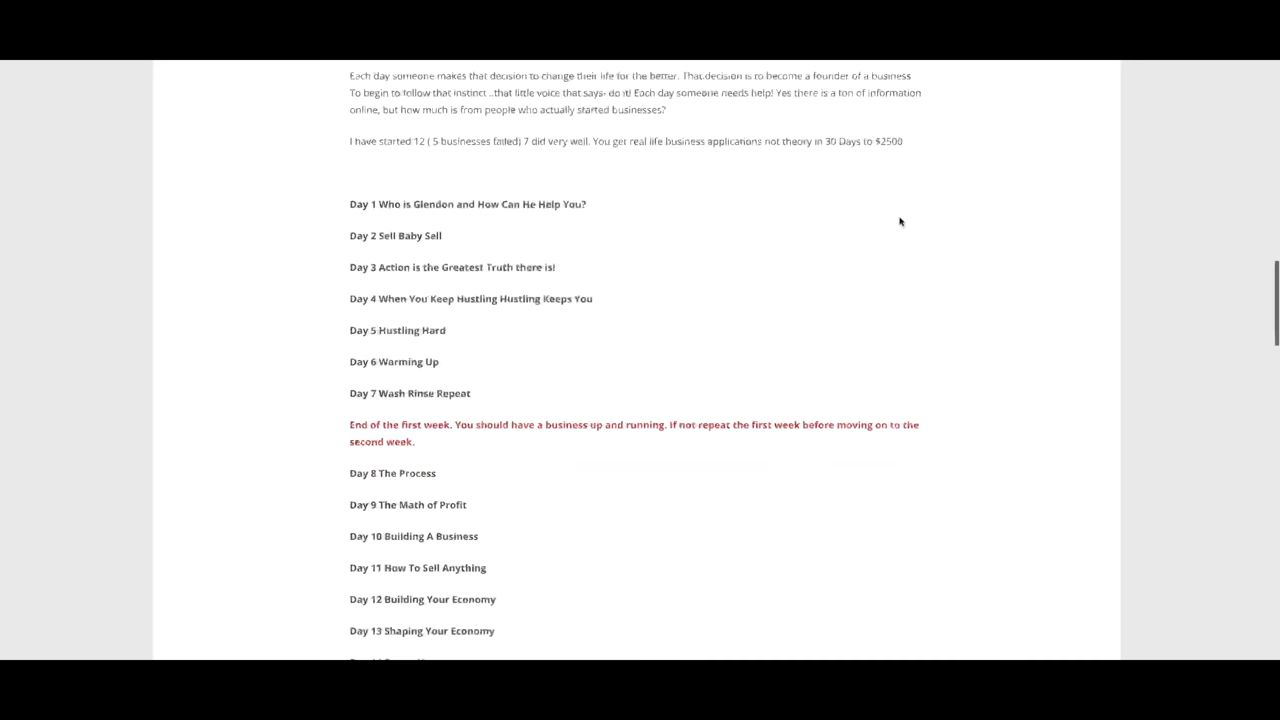 Each day someone makes that decision to change their life for the better. That decision is to become a founder of a business
To begin to follow that instinct ..that little voice that says- do it! Each day someone needs help! Yes there is a ton of information
online, but how much is from people who actually started businesses?
I have started 12 ( 5 businesses failed) 7 did very well. You get real life business applications not theory in 30 Days to $2500
Day 1 Who is Glendon and How Can He Help You?
Day 2 Sell Baby Sell
Day 3 Action is the Greatest Truth there is!
Day 4 When You Keep Hustling Hustling Keeps You
Day 5 Hustling Hard
Day 6 Warming Up
Day 7 Wash Rinse Repeat
End of the first week. You should have a business up and running. If not repeat the first week before moving on to the
second week.
Day 8 The Process
Day 9 The Math of Profit
Day 10 Building A Business
Day 11 How To Sell Anything
Day 12 Building Your Economy
Day 13 Shaping Your Economy